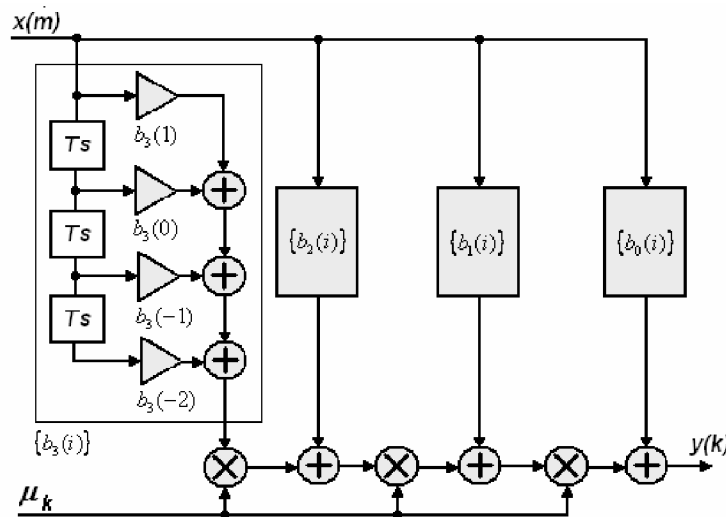 x(m)
b₃(1)
Ts
b₃(0)
Ts
b₃(−1)
Ts
b₃(−2)
{b₃(i)}
{b₂(i)}
{b₁(i)}
{b₀(i)}
μₖ
y(k)